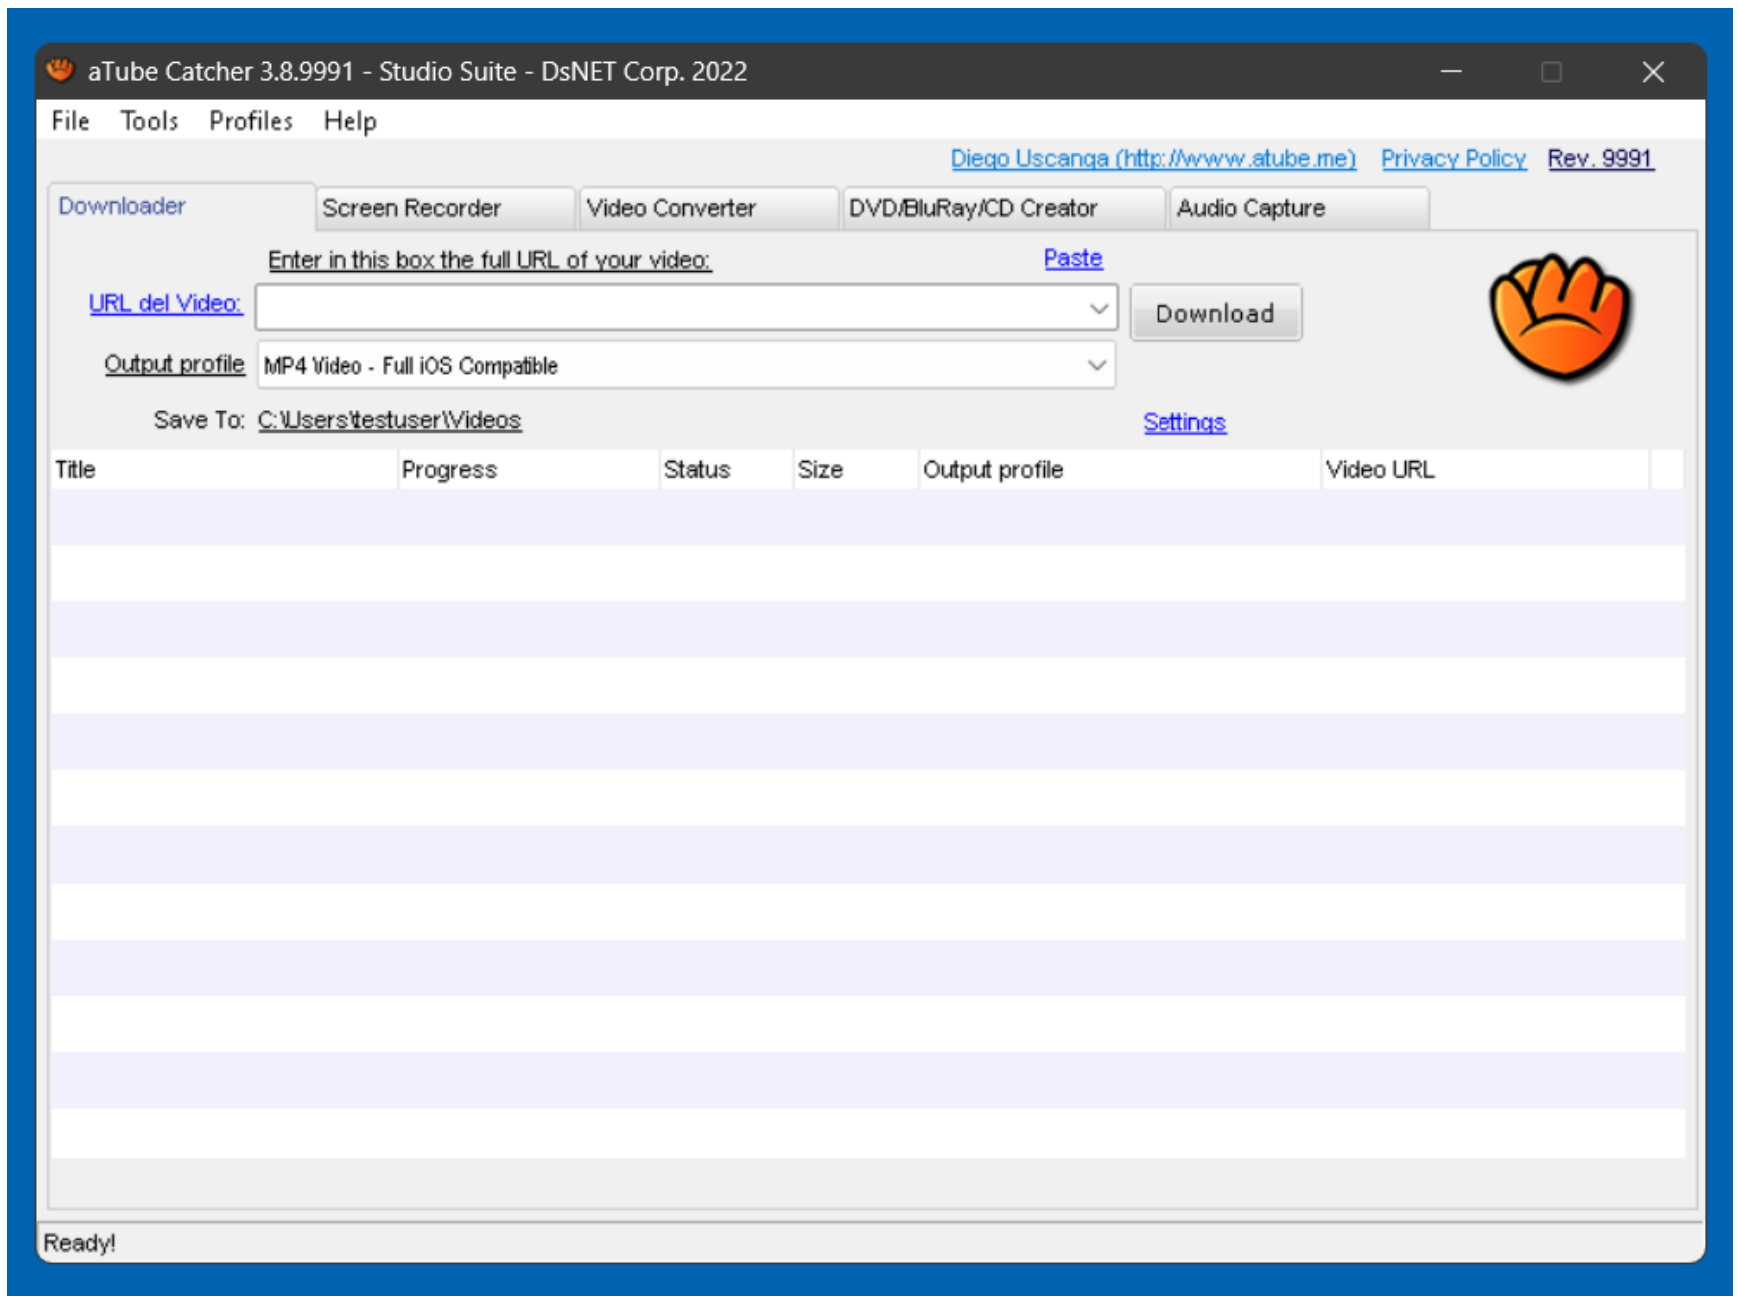 aTube Catcher 3.8.9991 - Studio Suite - DsNET Corp. 2022
File Tools Profiles Help
Diego Uscanga (http://www.atube.me) Privacy Policy Rev. 9991
Downloader Screen Recorder Video Converter DVD/BluRay/CD Creator Audio Capture
Enter in this box the full URL of your video: Paste
URL del Video: Download
Output profile MP4 Video - Full iOS Compatible
Save To: C:\Users\testuser\Videos Settings
Title Progress Status Size Output profile Video URL
Ready!